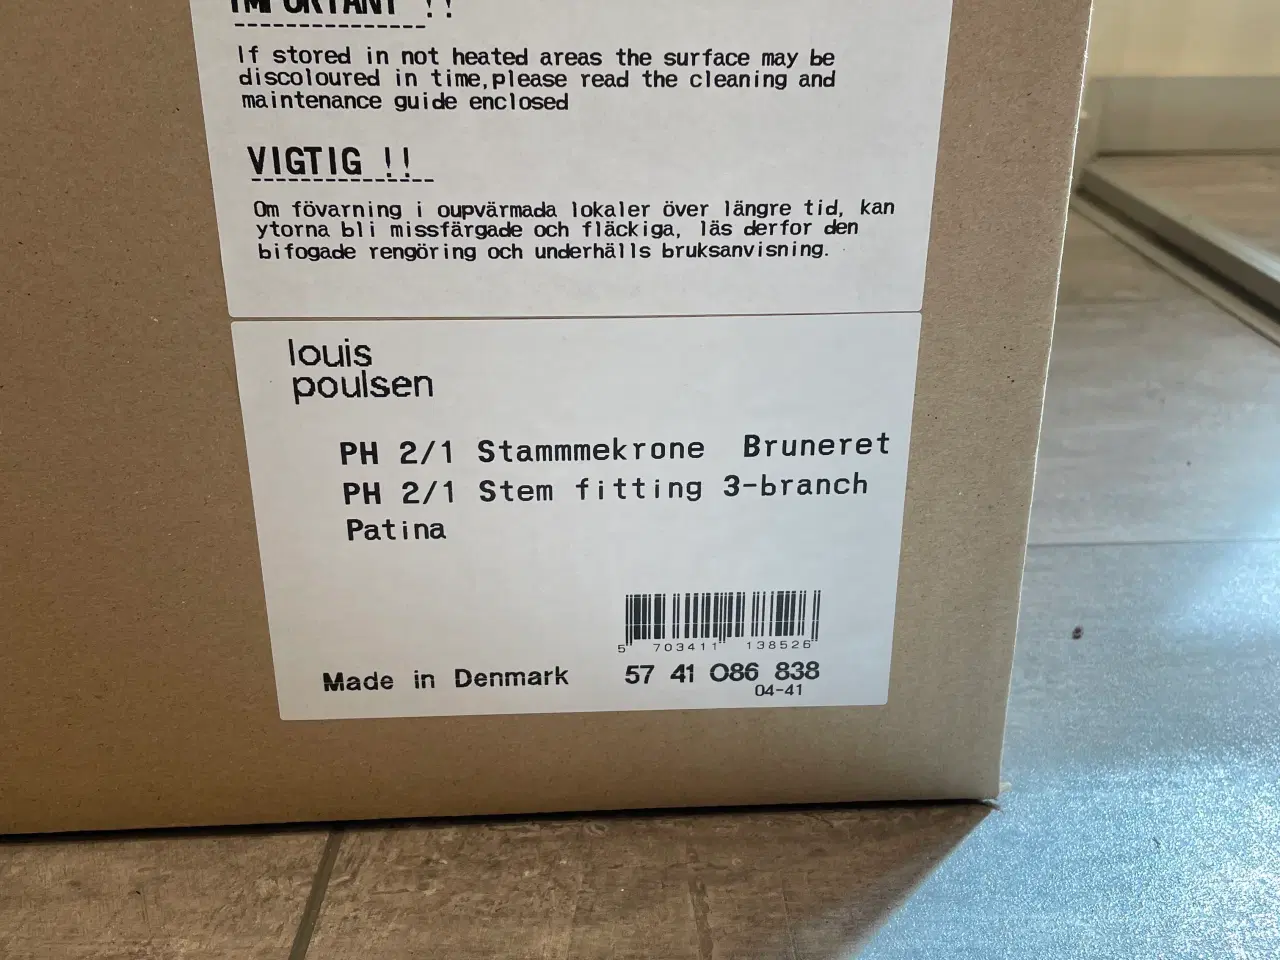 IMPORTANT !!
If stored in not heated areas the surface may be
discoloured in time,please read the cleaning and
maintenance guide enclosed
VIGTIG !!
Om fövarning i oupvärmada lokaler över längre tid, kan
ytorna bli missfärgade och fläckiga, läs derfor den
bifogade rengöring och underhälls bruksanvisning.
louis
poulsen
PH 2/1 Stammmekrone Bruneret
PH 2/1 Stem fitting 3-branch
Patina
5 703411 138526
Made in Denmark 57 41 086 838
04-41